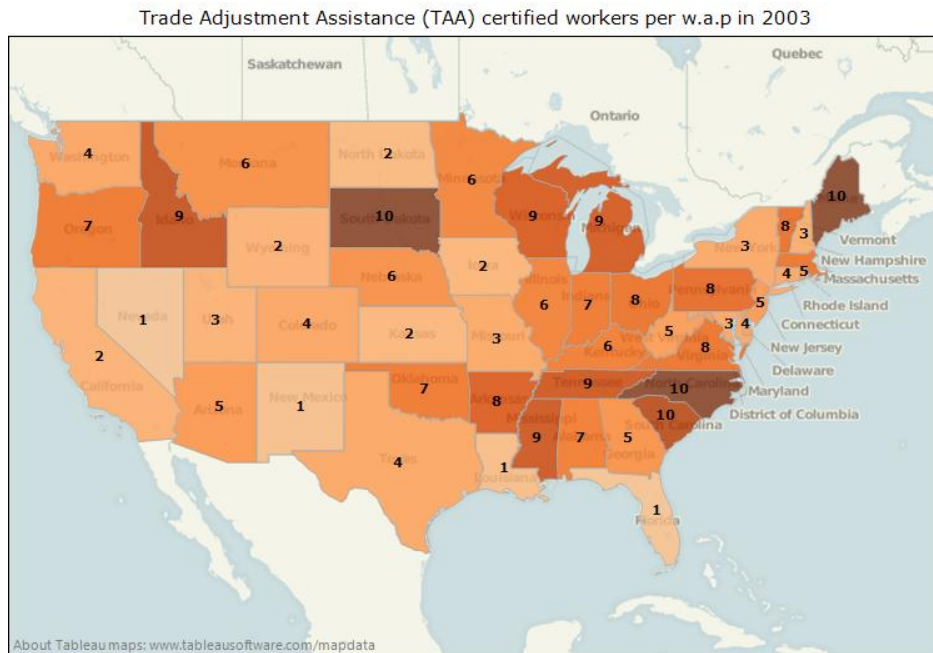 Trade Adjustment Assistance (TAA) certified workers per w.a.p in 2003
Quebec
Saskatchewan
Ontario
4
Washington
6
Montana
2
North Dakota
6
Minnesota
10
South Dakota
9
Wisconsin
9
Michigan
10
Maine
7
Oregon
9
Idaho
2
Wyoming
8
3
Vermont
3
New York
New Hampshire
4
5
Massachusetts
2
Iowa
6
Nebraska
8
Pennsylvania
5
Rhode Island
6
Illinois
7
Indiana
8
Ohio
1
Nevada
3
Utah
4
Colorado
2
Kansas
3
Missouri
5
West Virginia
3
4
Connecticut
6
Kentucky
8
Virginia
New Jersey
2
California
Delaware
5
Arizona
1
New Mexico
7
Oklahoma
8
Arkansas
9
Tennessee
10
North Carolina
Maryland
District of Columbia
10
South Carolina
9
Mississippi
7
Alabama
5
Georgia
4
Texas
1
Louisiana
1
Florida
About Tableau maps: www.tableausoftware.com/mapdata